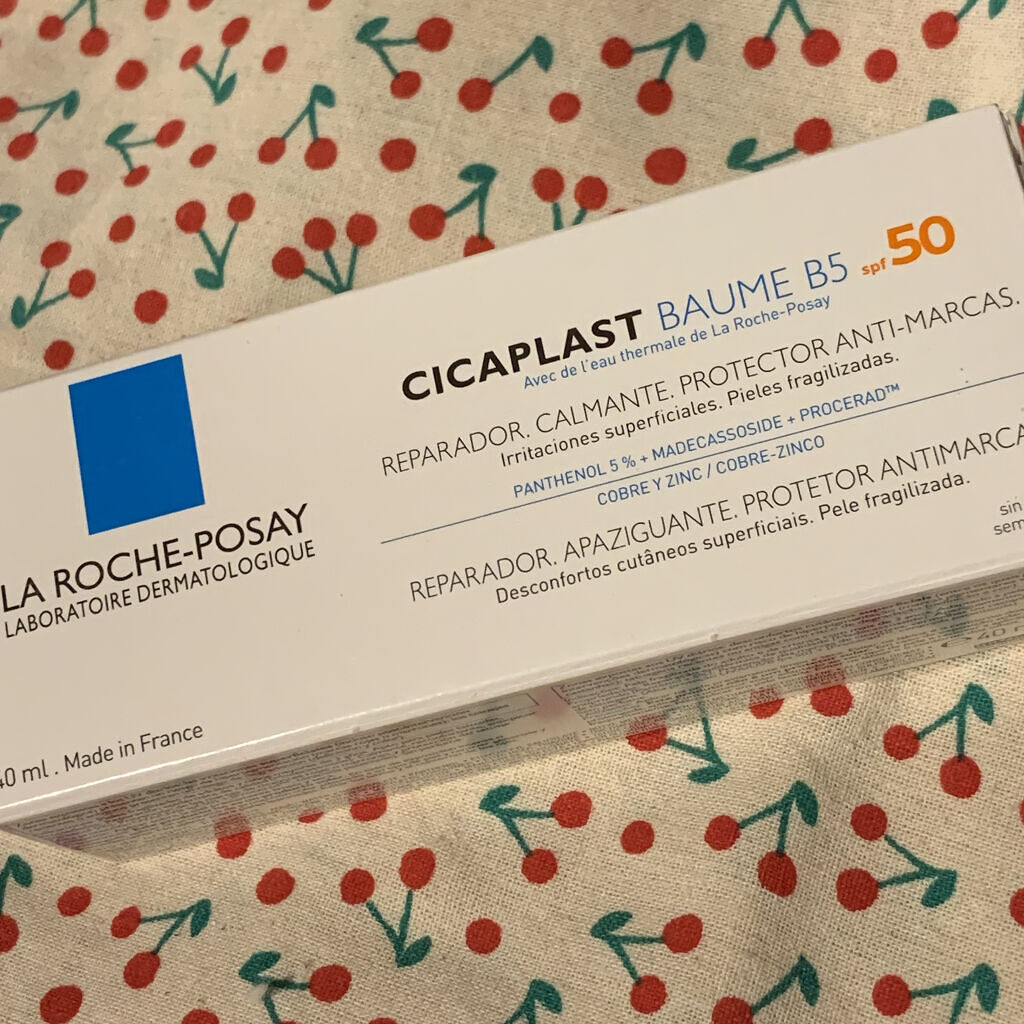 CICAPLAST BAUME B5 spf 50
Avec de l'eau thermale de La Roche-Posay
REPARADOR. CALMANTE. PROTECTOR ANTI-MARCAS.
Irritaciones superficiales. Pieles fragilizadas.
PANTHENOL 5 % + MADECASSOSIDE + PROCERAD™
COBRE Y ZINC / COBRE-ZINCO
REPARADOR. APAZIGUANTE. PROTETOR ANTIMARCA
Desconfortos cutâneos superficiais. Pele fragilizada.
sin
sem
LA ROCHE-POSAY
LABORATOIRE DERMATOLOGIQUE
40 ml . Made in France